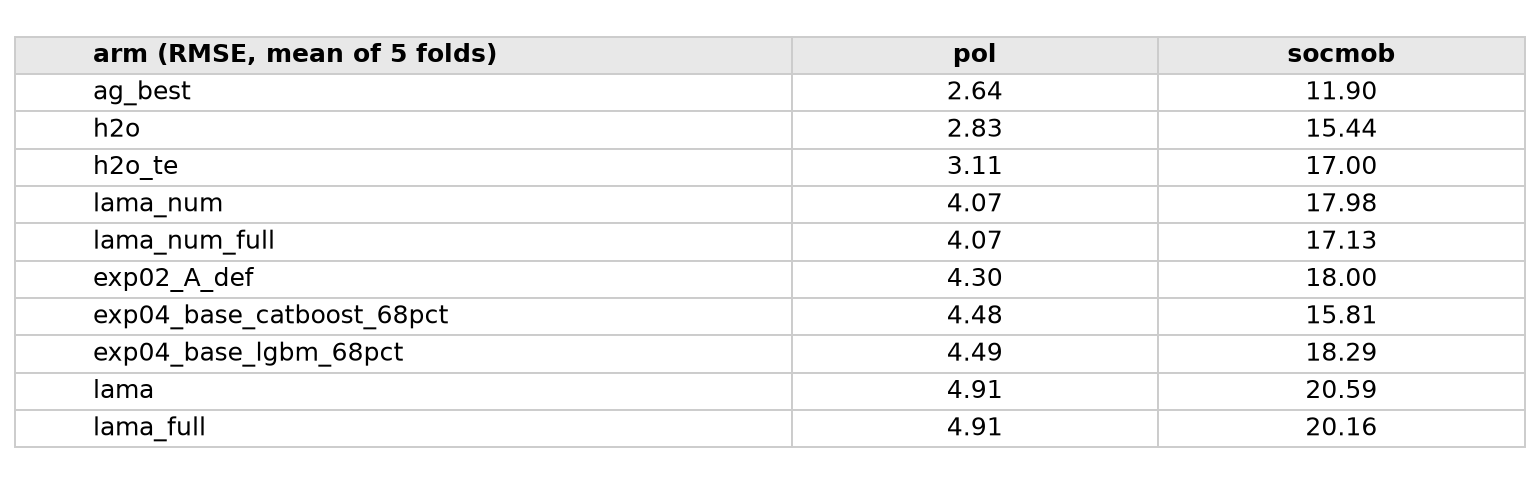 arm (RMSE, mean of 5 folds) pol socmob
ag_best 2.64 11.90
h2o 2.83 15.44
h2o_te 3.11 17.00
lama_num 4.07 17.98
lama_num_full 4.07 17.13
exp02_A_def 4.30 18.00
exp04_base_catboost_68pct 4.48 15.81
exp04_base_lgbm_68pct 4.49 18.29
lama 4.91 20.59
lama_full 4.91 20.16